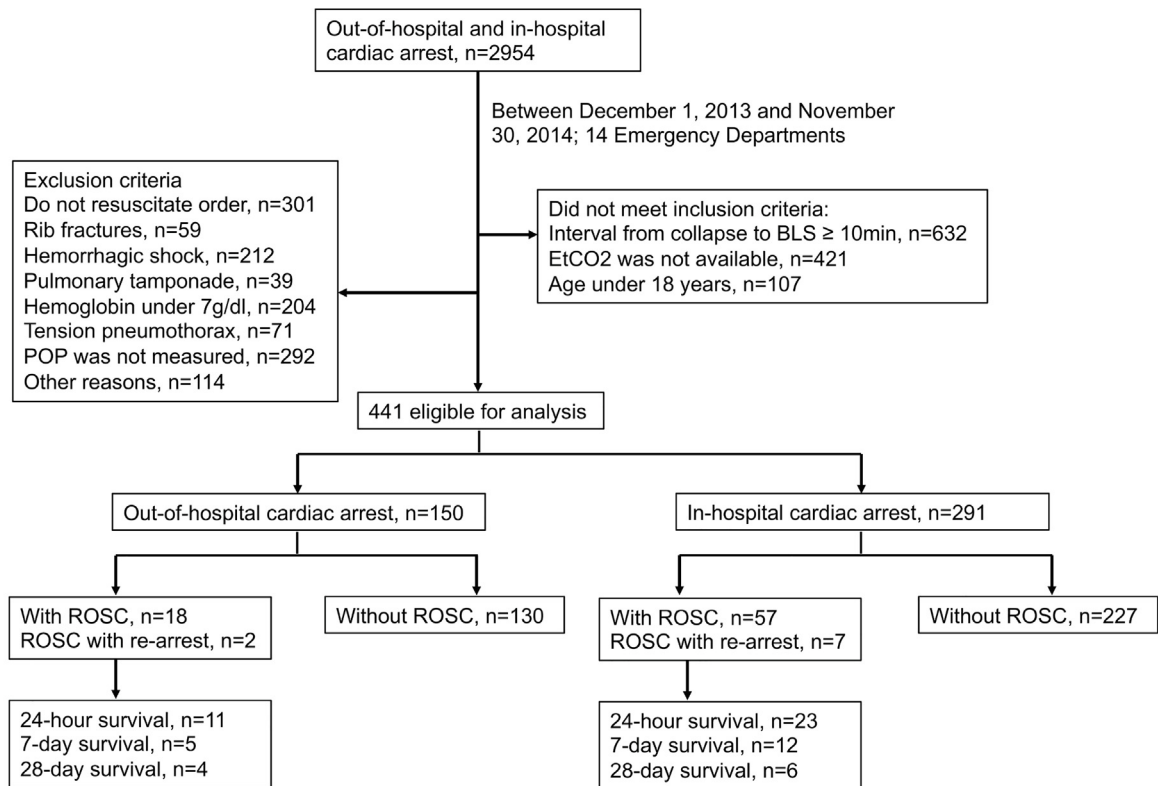 Out-of-hospital and in-hospital
cardiac arrest, n=2954
Between December 1, 2013 and November
30, 2014; 14 Emergency Departments
Exclusion criteria
Do not resuscitate order, n=301
Rib fractures, n=59
Hemorrhagic shock, n=212
Pulmonary tamponade, n=39
Hemoglobin under 7g/dl, n=204
Tension pneumothorax, n=71
POP was not measured, n=292
Other reasons, n=114
Did not meet inclusion criteria:
Interval from collapse to BLS ≥ 10min, n=632
EtCO2 was not available, n=421
Age under 18 years, n=107
441 eligible for analysis
Out-of-hospital cardiac arrest, n=150
In-hospital cardiac arrest, n=291
With ROSC, n=18
ROSC with re-arrest, n=2
Without ROSC, n=130
With ROSC, n=57
ROSC with re-arrest, n=7
Without ROSC, n=227
24-hour survival, n=11
7-day survival, n=5
28-day survival, n=4
24-hour survival, n=23
7-day survival, n=12
28-day survival, n=6